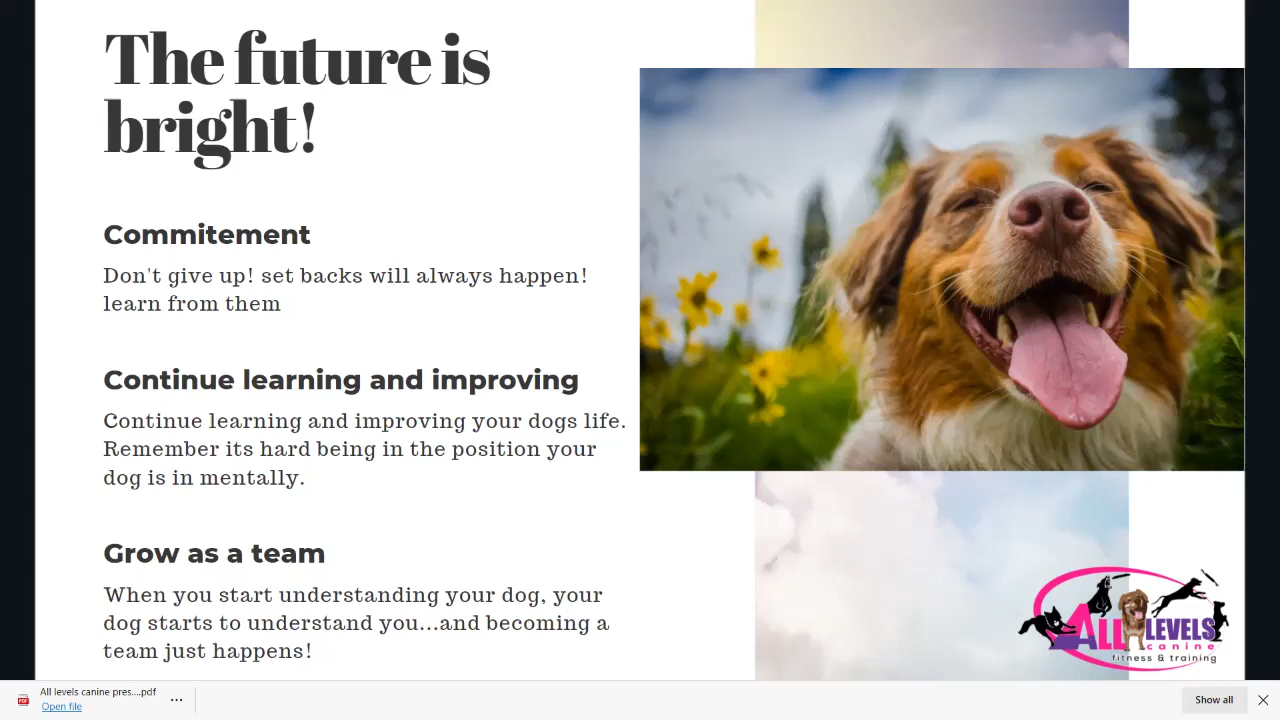 The future is
bright!
Commitement
Don't give up! set backs will always happen!
learn from them
Continue learning and improving
Continue learning and improving your dogs life.
Remember its hard being in the position your
dog is in mentally.
Grow as a team
When you start understanding your dog, your
dog starts to understand you...and becoming a
team just happens!
ALL LEVELS
canine
fitness & training
All levels canine pres....pdf
Open file
Show all